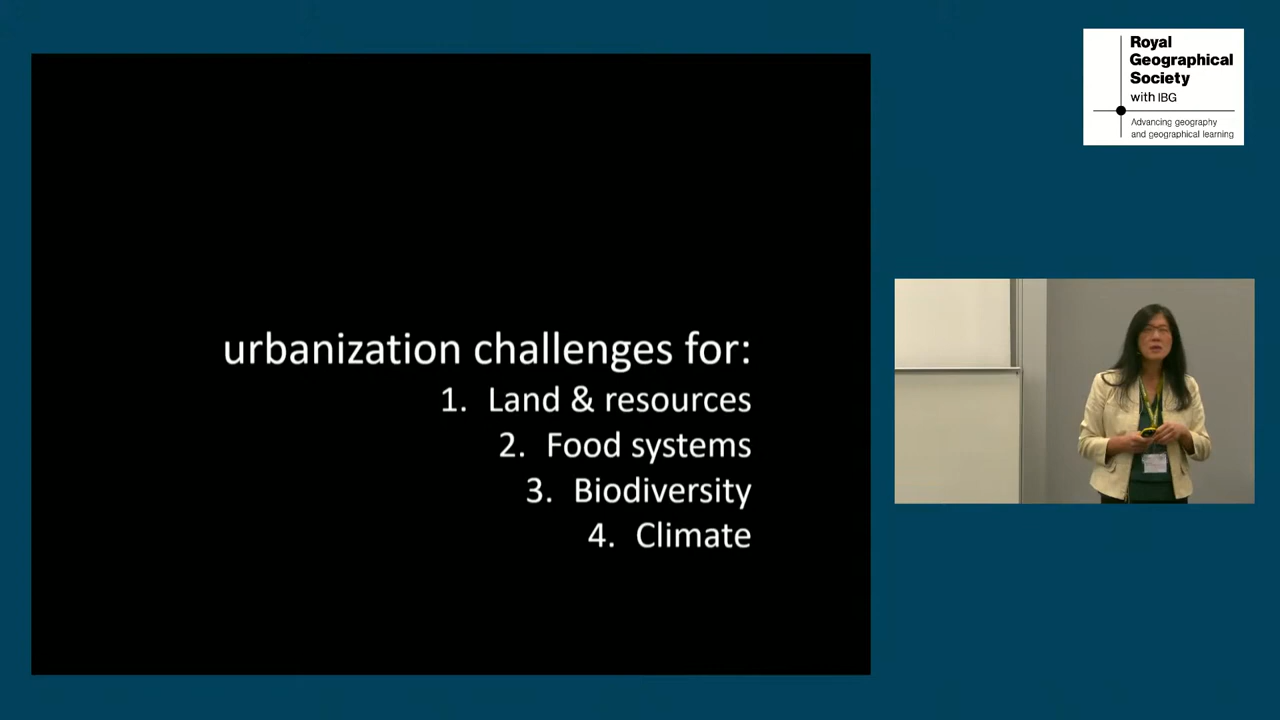 urbanization challenges for:
1. Land & resources
2. Food systems
3. Biodiversity
4. Climate
Royal
Geographical
Society
with IBG
Advancing geography
and geographical learning